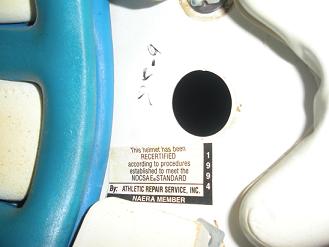 This helmet has been
RECERTIFIED
according to procedures
established to meet the
NOCSAE STANDARD
1994
By: ATHLETIC REPAIR SERVICE, INC.
NAERA MEMBER